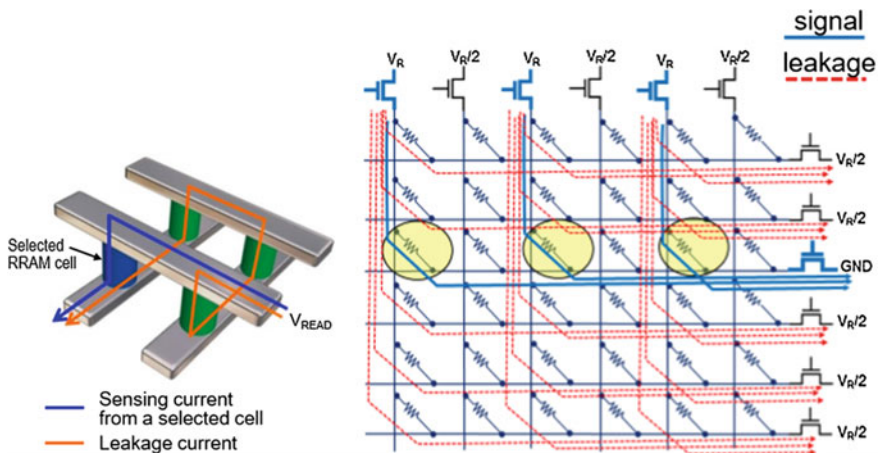 Selected
RRAM cell
V_READ
Sensing current
from a selected cell
Leakage current
signal
leakage
V_R V_R/2 V_R V_R/2 V_R V_R/2
V_R/2
V_R/2
GND
V_R/2
V_R/2
V_R/2